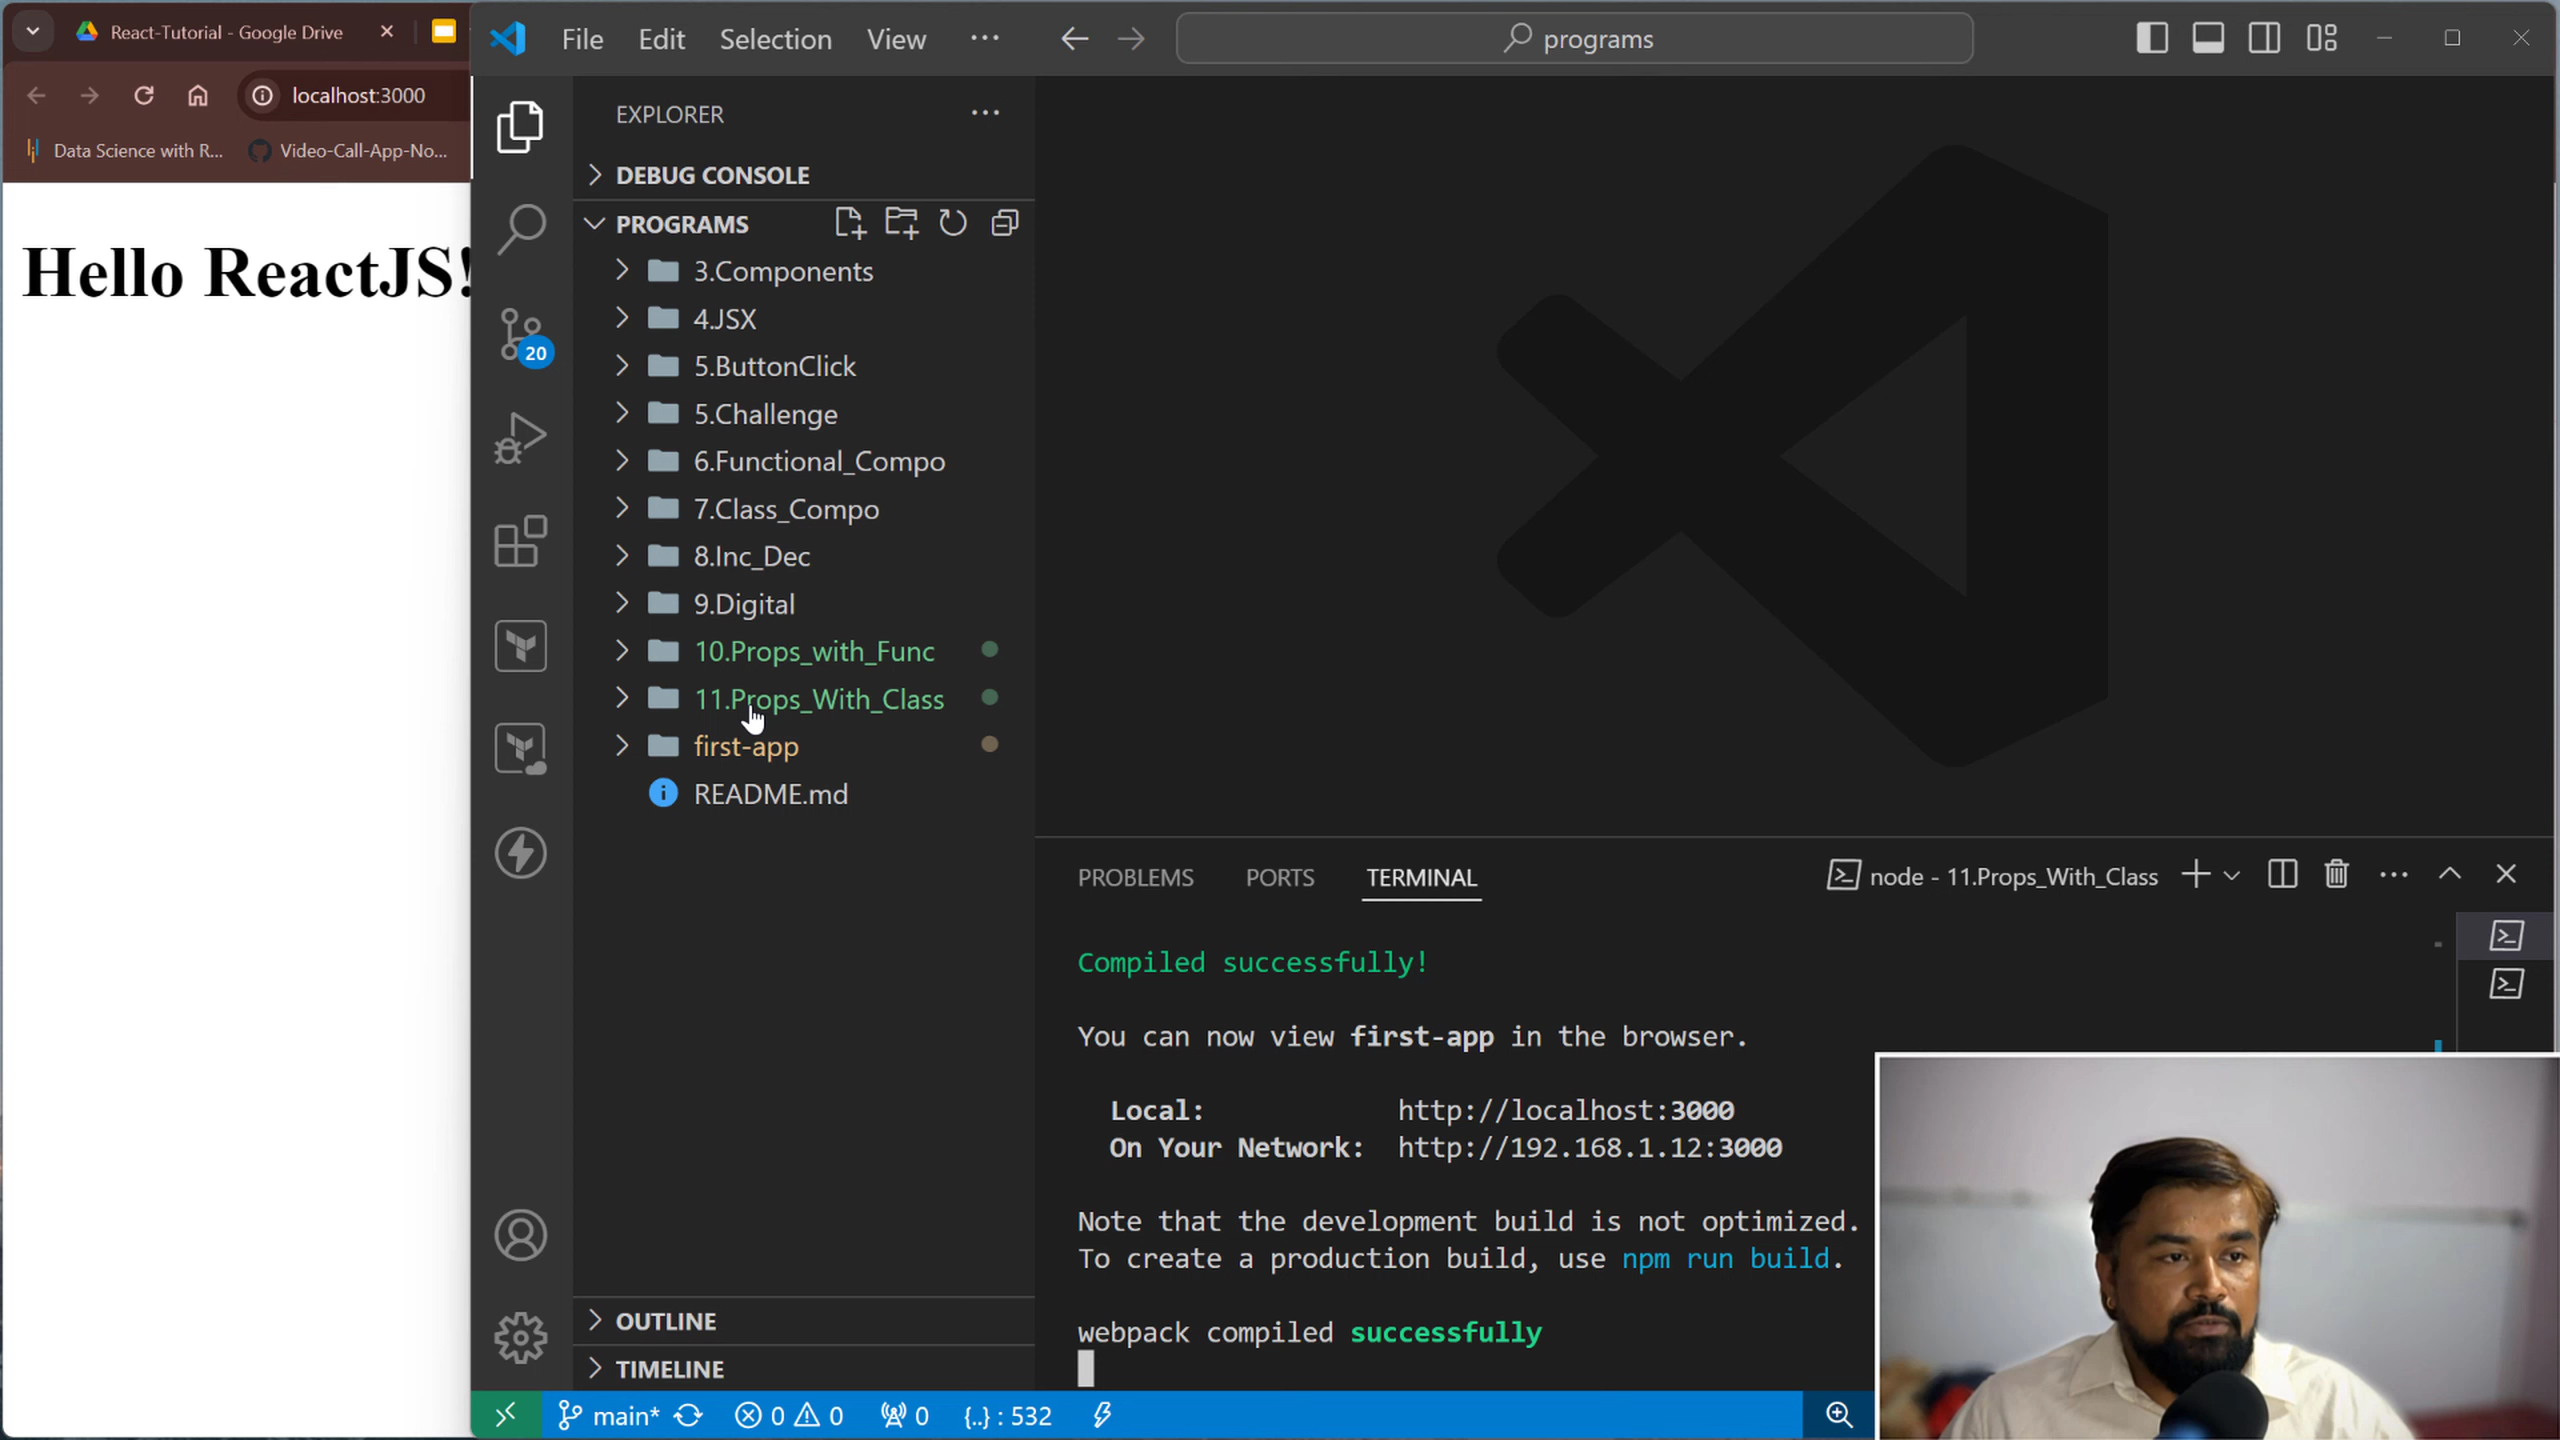 React-Tutorial - Google Drive
localhost:3000
Data Science with R...
Video-Call-App-No...
Hello ReactJS!
File
Edit
Selection
View
programs
EXPLORER
DEBUG CONSOLE
PROGRAMS
3.Components
4.JSX
5.ButtonClick
5.Challenge
6.Functional_Compo
7.Class_Compo
8.Inc_Dec
9.Digital
10.Props_with_Func
11.Props_With_Class
first-app
README.md
OUTLINE
TIMELINE
20
PROBLEMS
PORTS
TERMINAL
node - 11.Props_With_Class
Compiled successfully!
You can now view first-app in the browser.
Local: http://localhost:3000
On Your Network: http://192.168.1.12:3000
Note that the development build is not optimized.
To create a production build, use npm run build.
webpack compiled successfully
main*
0
0
0
{..} : 532